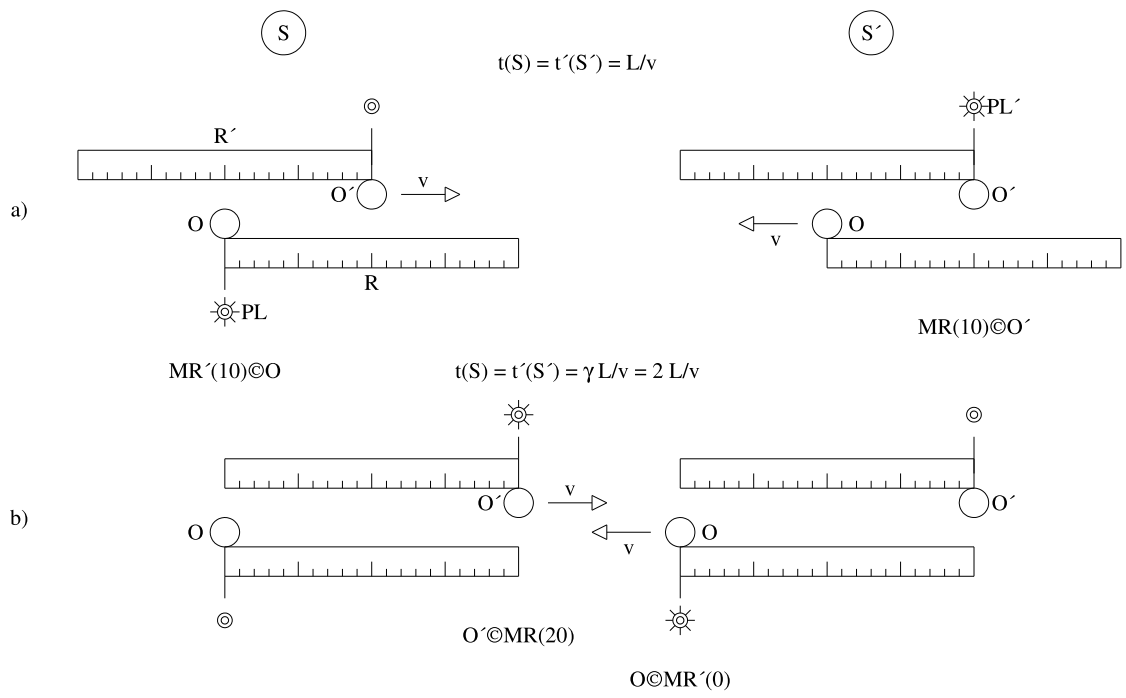 S S´
t(S) = t´(S´) = L/v
PL´
R´
O´ v O´
a)
O O
v
R
PL
MR(10)©O´
MR´(10)©O
t(S) = t´(S´) = γ L/v = 2 L/v
O´ v O´
b)
O O
v
O´©MR(20)
O©MR´(0)